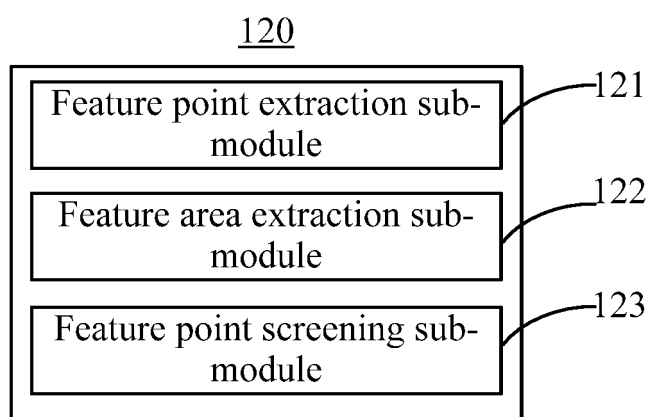 120
Feature point extraction sub-
module
121
Feature area extraction sub-
module
122
Feature point screening sub-
module
123